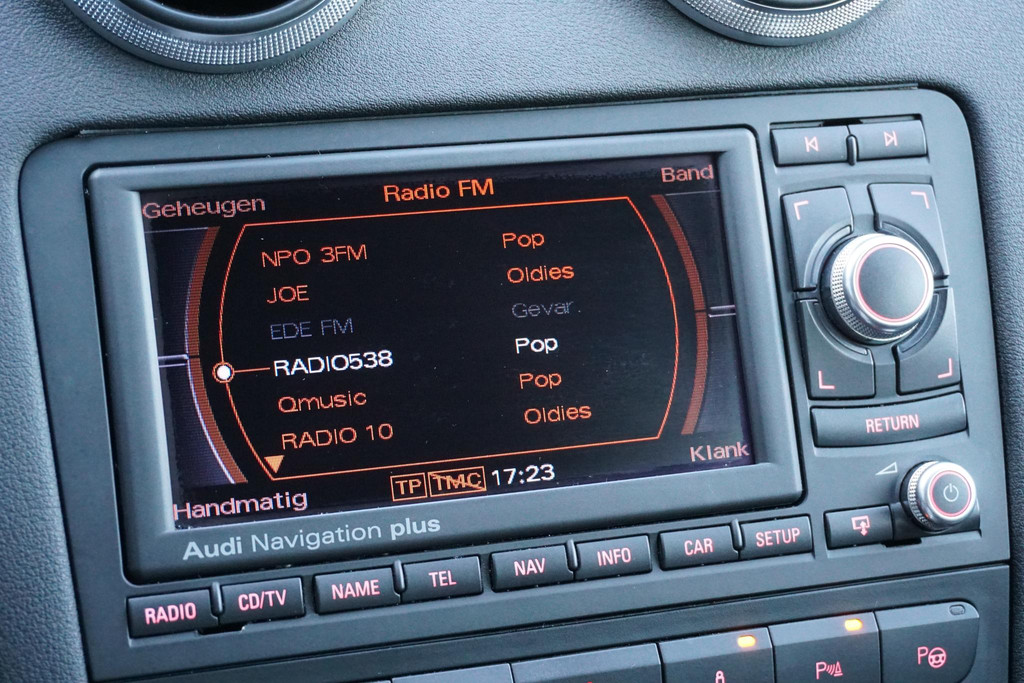 Radio FM
Geheugen
Band
NPO 3FM Pop
JOE Oldies
EDE FM Gevar.
RADIO538 Pop
Qmusic Pop
RADIO 10 Oldies
Klank
Handmatig
TP TMC 17:23
Audi Navigation plus
RETURN
RADIO
CD/TV
NAME
TEL
NAV
INFO
CAR
SETUP
P
P